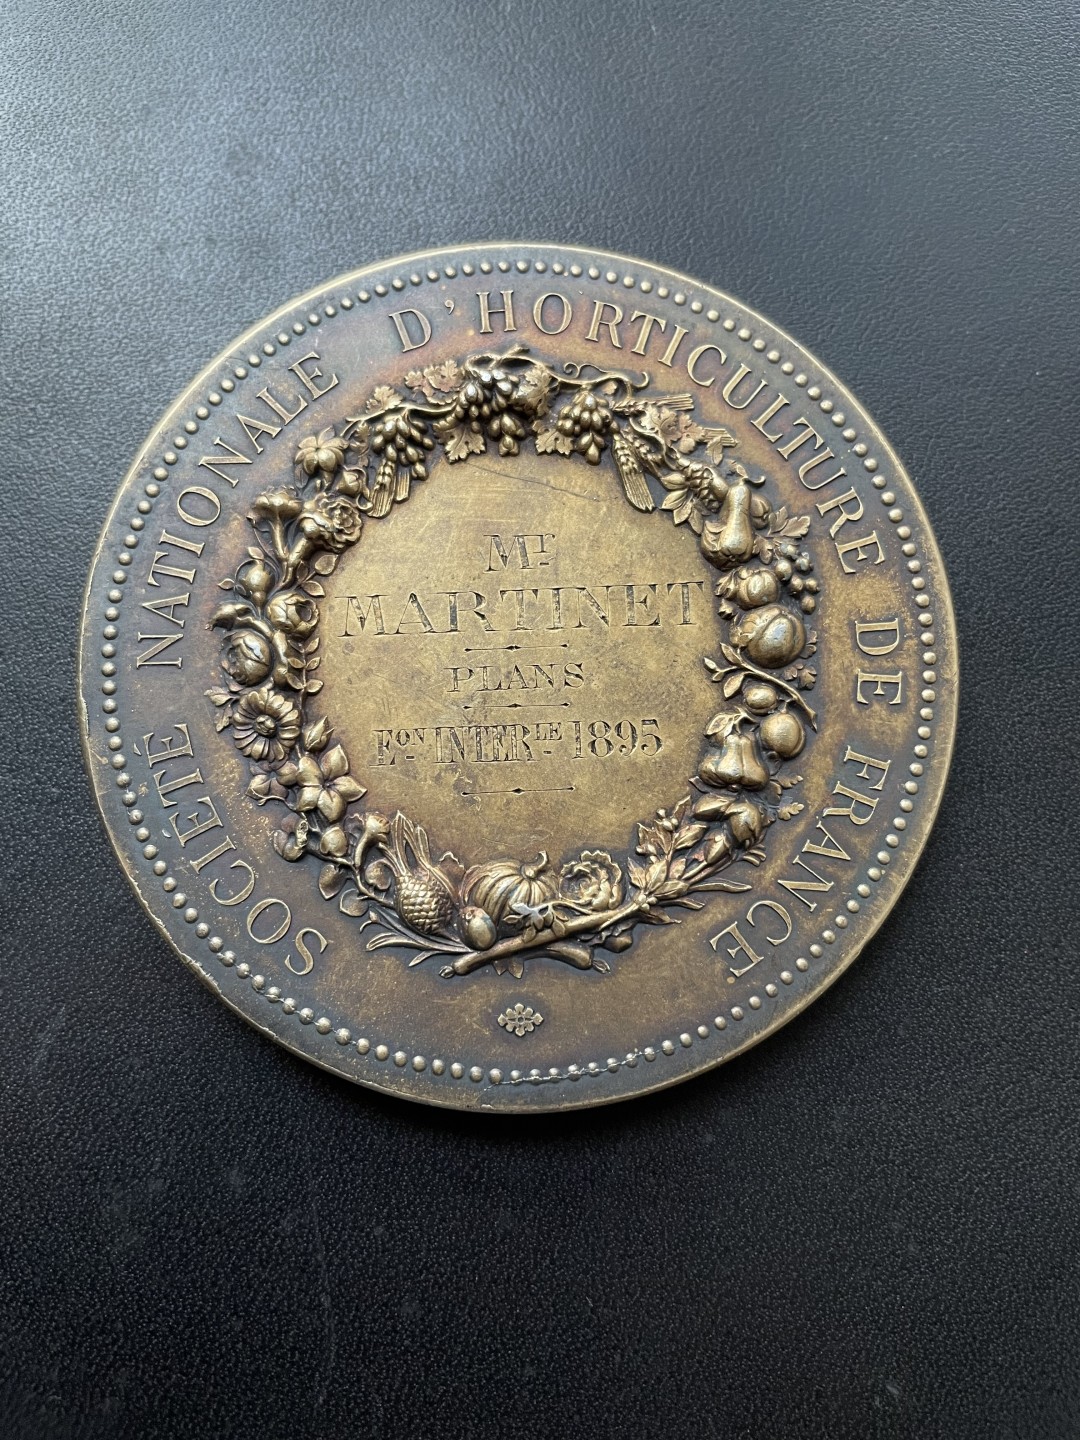 SOCIÉTÉ NATIONALE D'HORTICULTURE DE FRANCE.
Mr
MARTINET
PLANS
EON INTERLE 1895